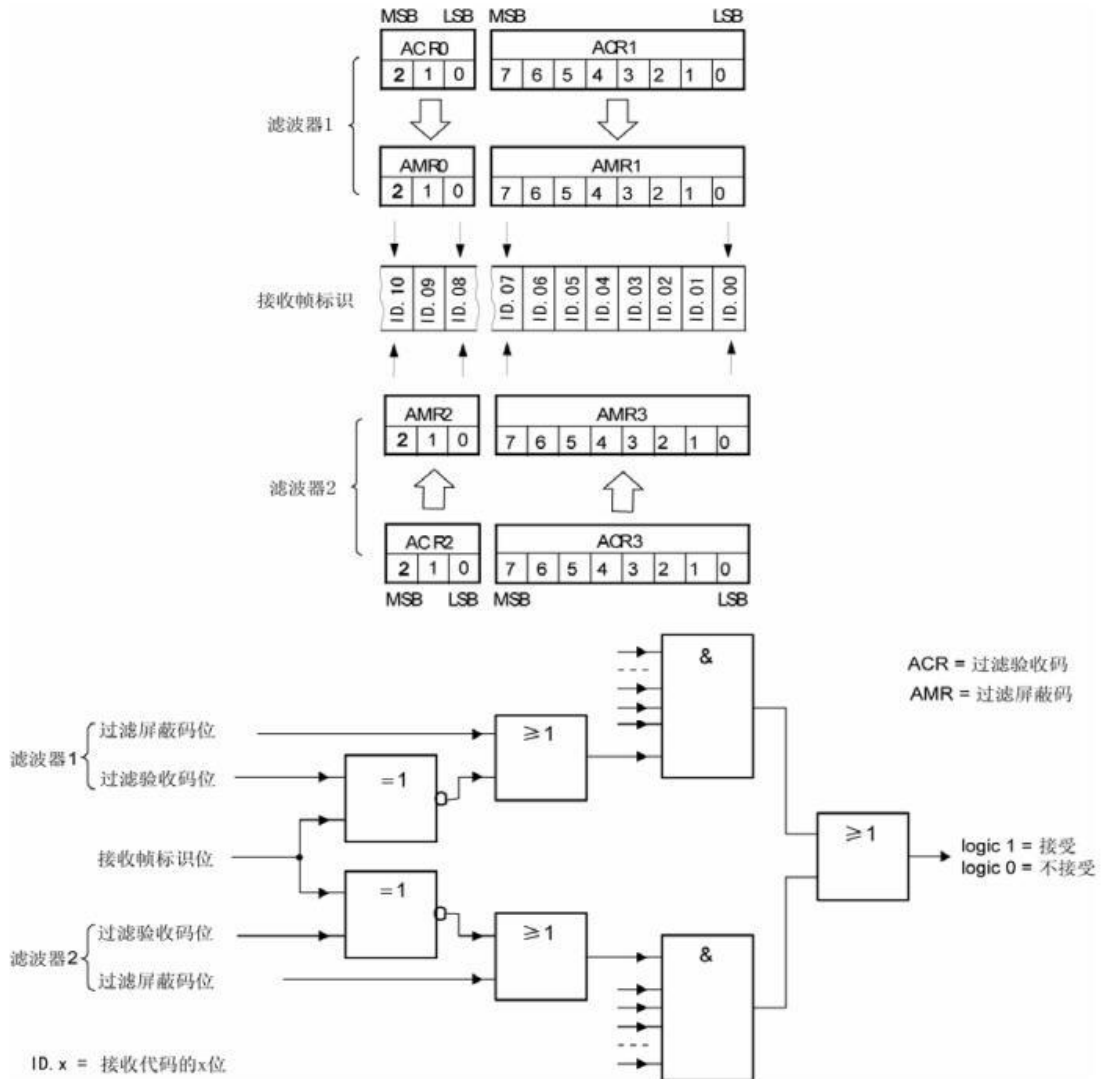 MSB LSB MSB LSB
ACR0 ACR1
2 1 0 7 6 5 4 3 2 1 0
滤波器1
AMR0 AMR1
2 1 0 7 6 5 4 3 2 1 0
接收帧标识
ID. 10 ID. 09 ID. 08 ID. 07 ID. 06 ID. 05 ID. 04 ID. 03 ID. 02 ID. 01 ID. 00
AMR2 AMR3
2 1 0 7 6 5 4 3 2 1 0
滤波器2
ACR2 ACR3
2 1 0 7 6 5 4 3 2 1 0
MSB LSB MSB LSB
&
ACR = 过滤验收码
AMR = 过滤屏蔽码
滤波器1
过滤屏蔽码位
≥1
过滤验收码位
=1
≥1
接收帧标识位
logic 1 = 接受
logic 0 = 不接受
=1
滤波器2
过滤验收码位
≥1
&
过滤屏蔽码位
ID. x = 接收代码的x位